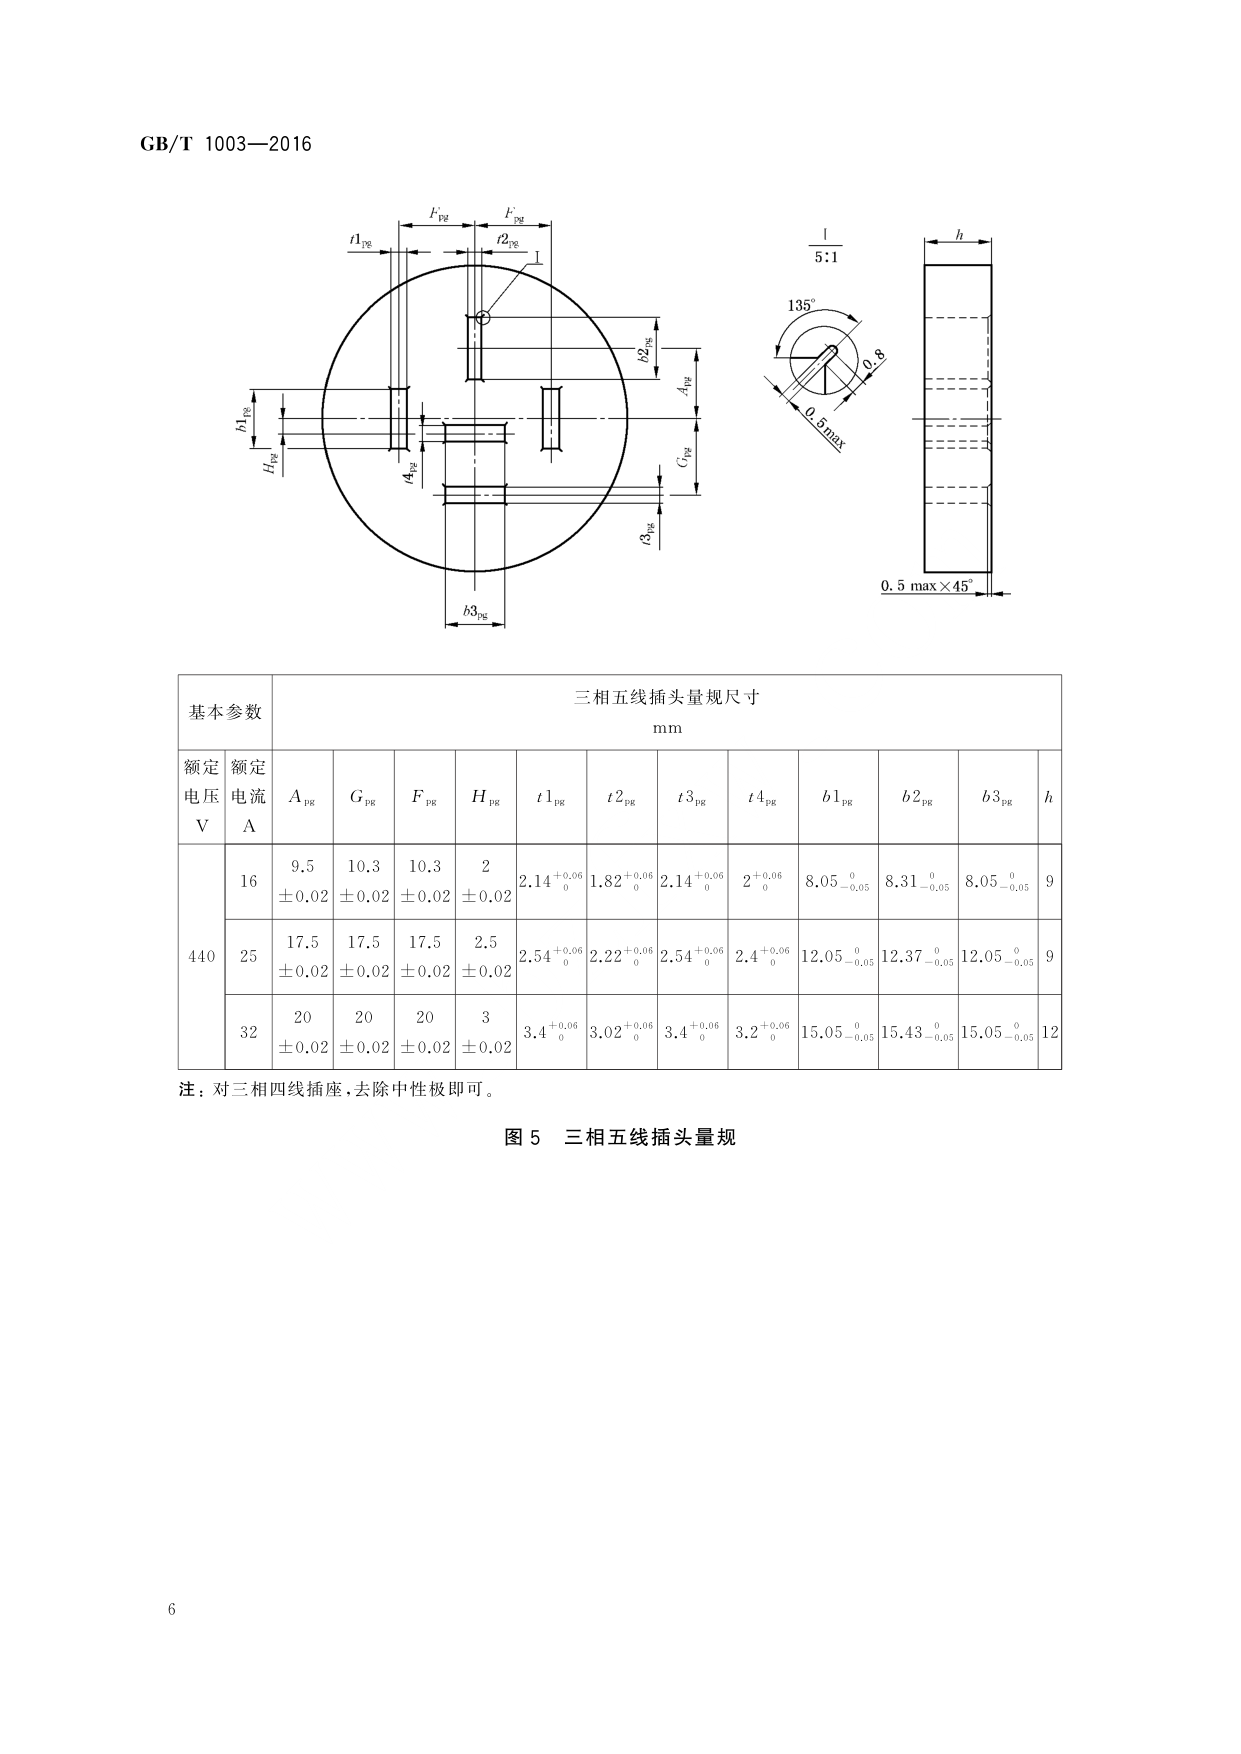 GB/T 1003—2016
Fpg Fpg
t1pg t2pg
I
b2pg
Apg
b1pg
Hpg
t4pg
Gpg
t3pg
b3pg
I
5:1
135°
0.8
0.5max
h
0.5 max×45°
基本参数 三相五线插头量规尺寸
mm
额定电压 V 额定电流 A Apg Gpg Fpg Hpg t1pg t2pg t3pg t4pg b1pg b2pg b3pg h
440
16 9.5±0.02 10.3±0.02 10.3±0.02 2±0.02 2.14+0.06 0 1.82+0.06 0 2.14+0.06 0 2+0.06 0 8.05 0 −0.05 8.31 0 −0.05 8.05 0 −0.05 9
25 17.5±0.02 17.5±0.02 17.5±0.02 2.5±0.02 2.54+0.06 0 2.22+0.06 0 2.54+0.06 0 2.4+0.06 0 12.05 0 −0.05 12.37 0 −0.05 12.05 0 −0.05 9
32 20±0.02 20±0.02 20±0.02 3±0.02 3.4+0.06 0 3.02+0.06 0 3.4+0.06 0 3.2+0.06 0 15.05 0 −0.05 15.43 0 −0.05 15.05 0 −0.05 12
注：对三相四线插座，去除中性极即可。
图 5 三相五线插头量规
6